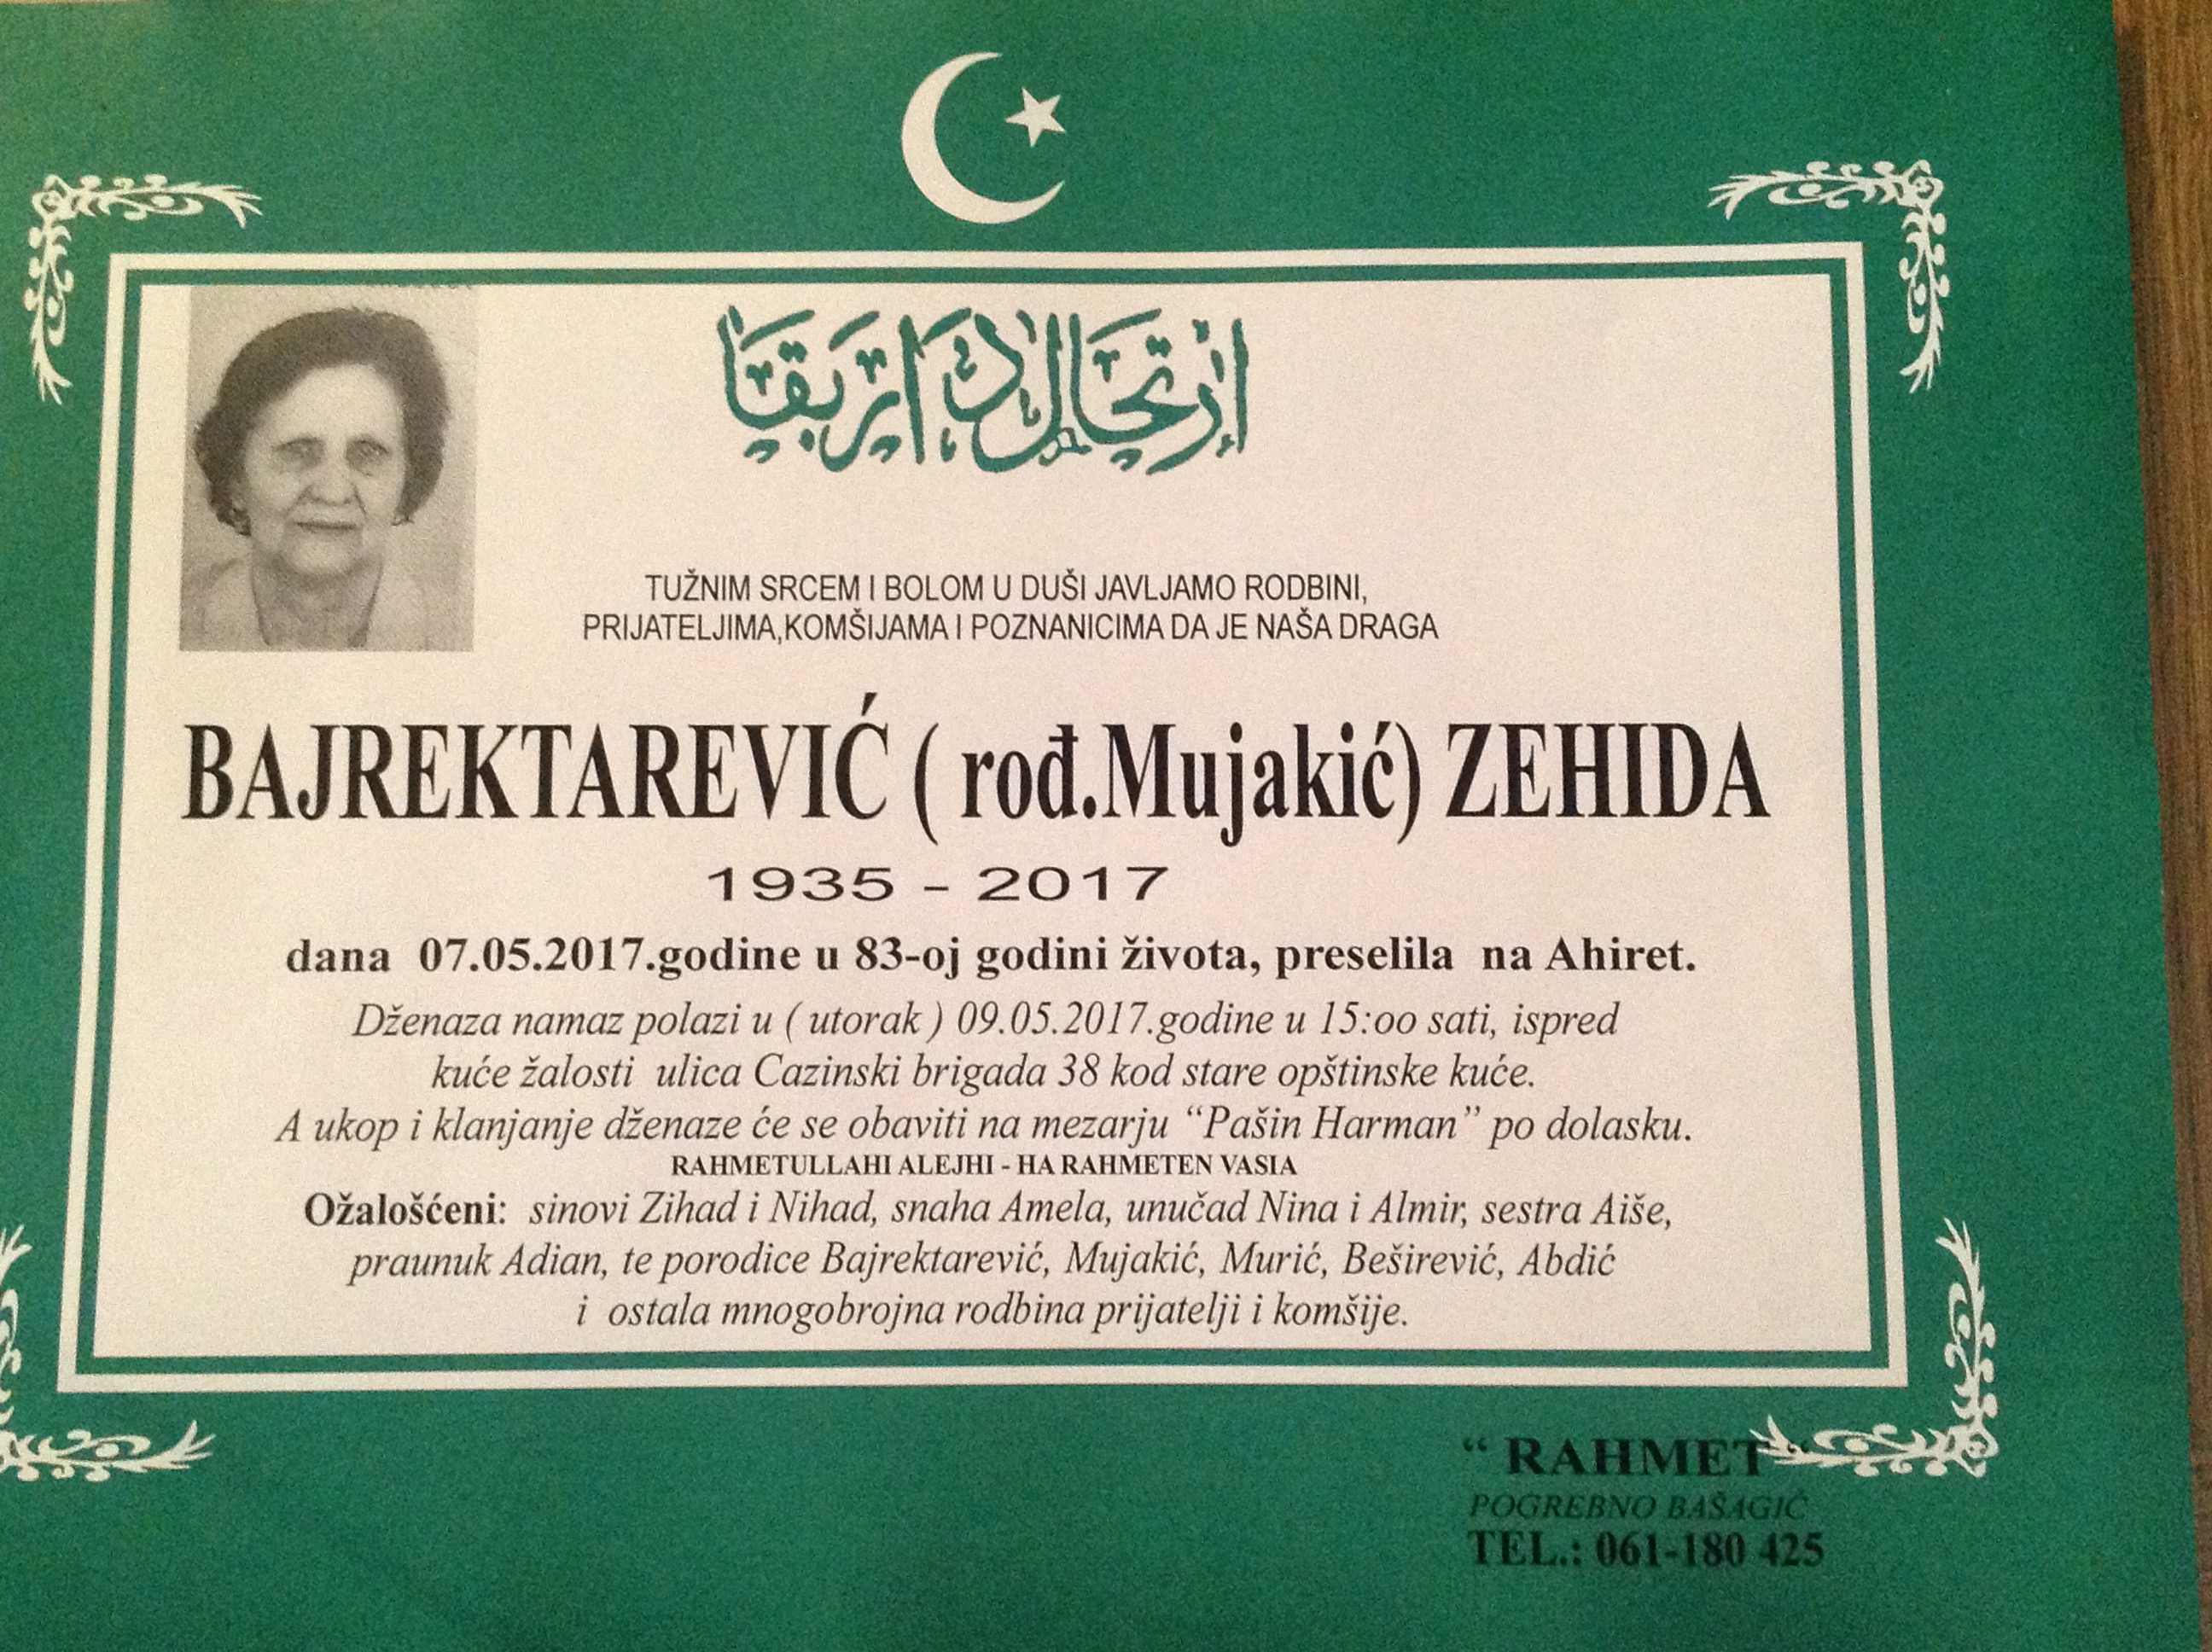 ارتحال دار بقا
TUŽNIM SRCEM I BOLOM U DUŠI JAVLJAMO RODBINI,
PRIJATELJIMA,KOMŠIJAMA I POZNANICIMA DA JE NAŠA DRAGA
BAJREKTAREVIĆ ( rođ.Mujakić) ZEHIDA
1935 - 2017
dana 07.05.2017.godine u 83-oj godini života, preselila na Ahiret.
Dženaza namaz polazi u ( utorak ) 09.05.2017.godine u 15:oo sati, ispred
kuće žalosti ulica Cazinski brigada 38 kod stare opštinske kuće.
A ukop i klanjanje dženaze će se obaviti na mezarju “Pašin Harman” po dolasku.
RAHMETULLAHI ALEJHI - HA RAHMETEN VASIA
Ožalošćeni: sinovi Zihad i Nihad, snaha Amela, unučad Nina i Almir, sestra Aiše,
praunuk Adian, te porodice Bajrektarević, Mujakić, Murić, Beširević, Abdić
i ostala mnogobrojna rodbina prijatelji i komšije.
“ RAHMET “
POGREBNO BAŠAGIĆ
TEL.: 061-180 425